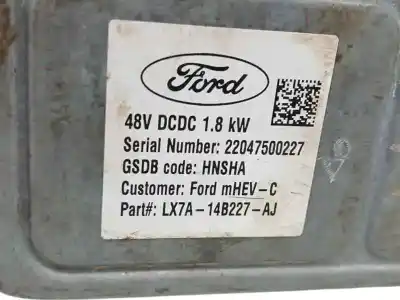 Ford
48V DCDC 1.8 kW
Serial Number: 22047500227
GSDB code: HNSHA
Customer: Ford mHEV-C
Part#: LX7A-14B227-AJ